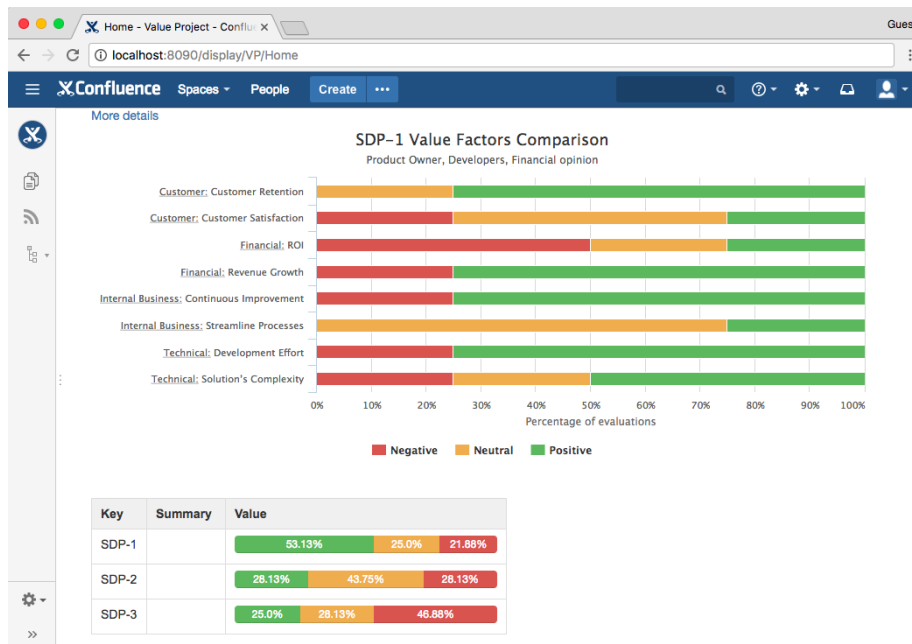 Home - Value Project - Conflu
Gues
localhost:8090/display/VP/Home
Confluence Spaces People Create
More details
SDP-1 Value Factors Comparison
Product Owner, Developers, Financial opinion
Customer: Customer Retention
Customer: Customer Satisfaction
Financial: ROI
Financial: Revenue Growth
Internal Business: Continuous Improvement
Internal Business: Streamline Processes
Technical: Development Effort
Technical: Solution's Complexity
0% 10% 20% 30% 40% 50% 60% 70% 80% 90% 100%
Percentage of evaluations
Negative Neutral Positive
Key Summary Value
SDP-1 53.13% 25.0% 21.88%
SDP-2 28.13% 43.75% 28.13%
SDP-3 25.0% 28.13% 46.88%